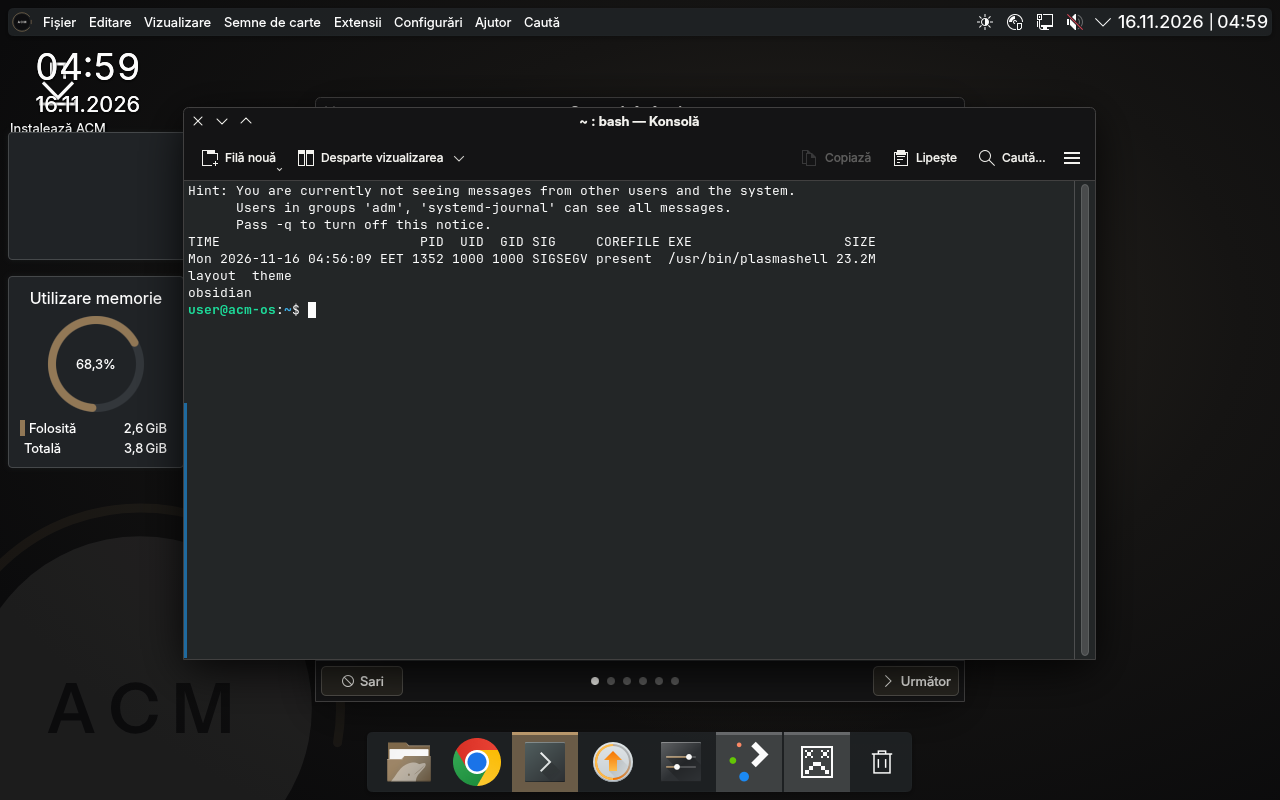 Fișier Editare Vizualizare Semne de carte Extensii Configurări Ajutor Caută
16.11.2026 | 04:59
04:59
16.11.2026
Instalează ACM
~ : bash — Konsolă
Filă nouă Desparte vizualizarea Copiază Lipește Caută...
Hint: You are currently not seeing messages from other users and the system.
Users in groups 'adm', 'systemd-journal' can see all messages.
Pass -q to turn off this notice.
TIME PID UID GID SIG COREFILE EXE SIZE
Mon 2026-11-16 04:56:09 EET 1352 1000 1000 SIGSEGV present /usr/bin/plasmashell 23.2M
layout theme
obsidian
user@acm-os:~$
Utilizare memorie
68,3%
Folosită 2,6 GiB
Totală 3,8 GiB
Sari
Următor
ACM